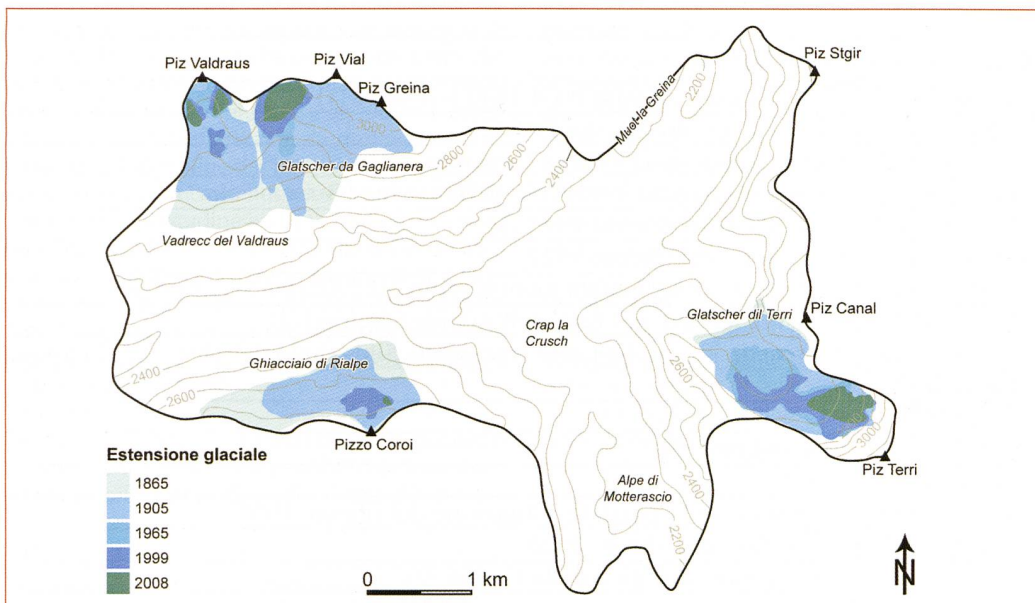 Piz Valdraus
Piz Vial
Piz Greina
Piz Stgir
Muot la Greina
2200
3000
Glatscher da Gaglianera
2800
2600
2400
Vadrecc del Valdraus
Glatscher dil Terri
Piz Canal
Crap la
Crusch
Ghiacciaio di Rialpe
2400
2600
2600
Pizzo Coroi
3000
Piz Terri
Alpe di
Motterascio
2400
2200
Estensione glaciale
1865
1905
1965
1999
2008
0 1 km
N